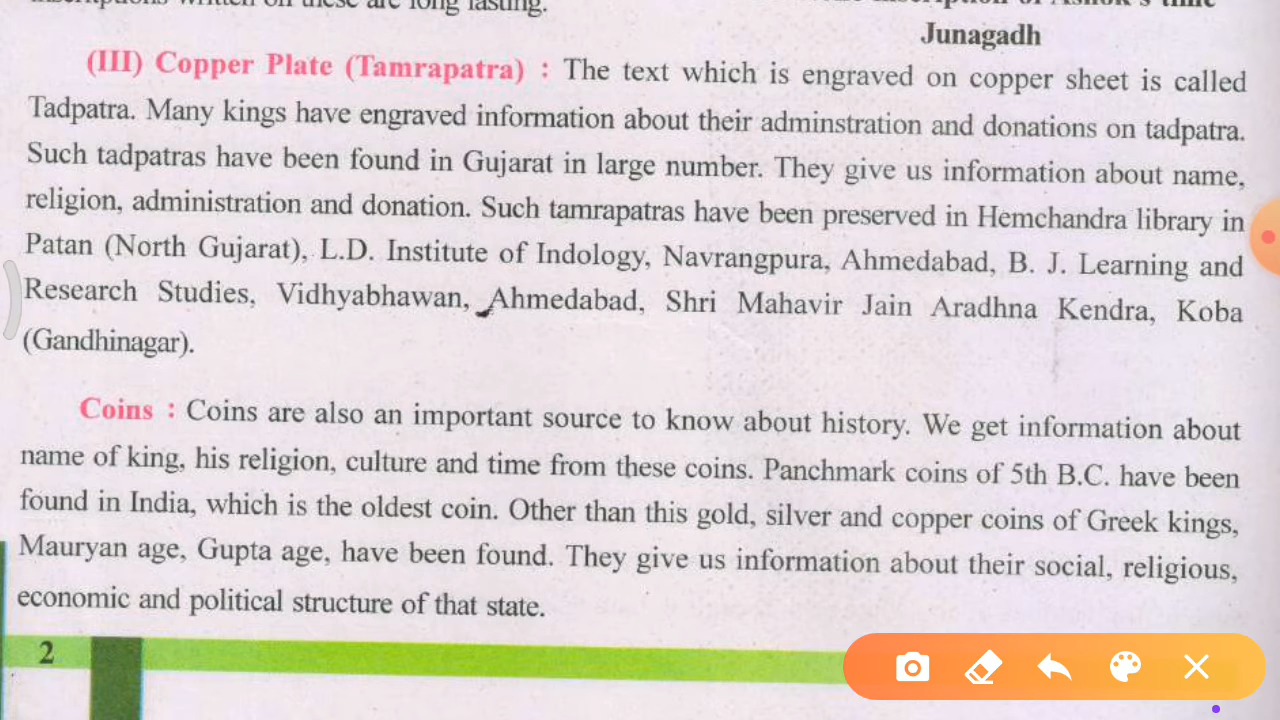 inscriptions written on these are long lasting.
Junagadh
(III) Copper Plate (Tamrapatra) : The text which is engraved on copper sheet is called
Tadpatra. Many kings have engraved information about their adminstration and donations on tadpatra.
Such tadpatras have been found in Gujarat in large number. They give us information about name,
religion, administration and donation. Such tamrapatras have been preserved in Hemchandra library in
Patan (North Gujarat), L.D. Institute of Indology, Navrangpura, Ahmedabad, B. J. Learning and
Research Studies, Vidhyabhawan, Ahmedabad, Shri Mahavir Jain Aradhna Kendra, Koba
(Gandhinagar).
Coins : Coins are also an important source to know about history. We get information about
name of king, his religion, culture and time from these coins. Panchmark coins of 5th B.C. have been
found in India, which is the oldest coin. Other than this gold, silver and copper coins of Greek kings,
Mauryan age, Gupta age, have been found. They give us information about their social, religious,
economic and political structure of that state.
2